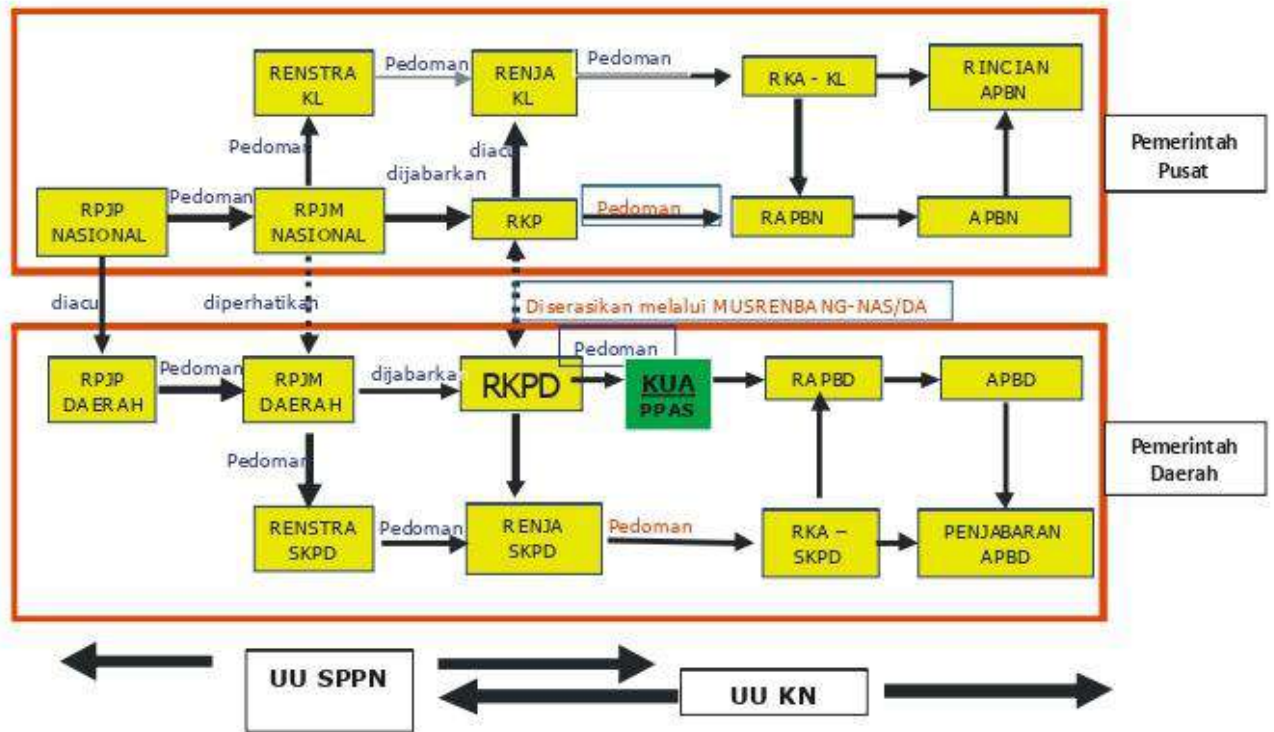 Pedoman
Pedoman
RENSTRA
KL
RENJA
KL
RKA - KL
RINCIAN
APBN
Pedoman
diacu
dijabarkan
Pemerintah
Pusat
RPJP
NASIONAL
Pedoman
RPJM
NASIONAL
RKP
Pedoman
RAPBN
APBN
diacu
diperhatikan
Diserasikan melalui MUSRENBANG-NAS/DA
Pedoman
RPJP
DAERAH
Pedoman
RPJM
DAERAH
dijabarka
RKPD
KUA
PPAS
RAPBD
APBD
Pemerintah
Daerah
Pedoman
RENSTRA
SKPD
Pedoman
RENJA
SKPD
Pedoman
RKA –
SKPD
PENJABARAN
APBD
UU SPPN
UU KN